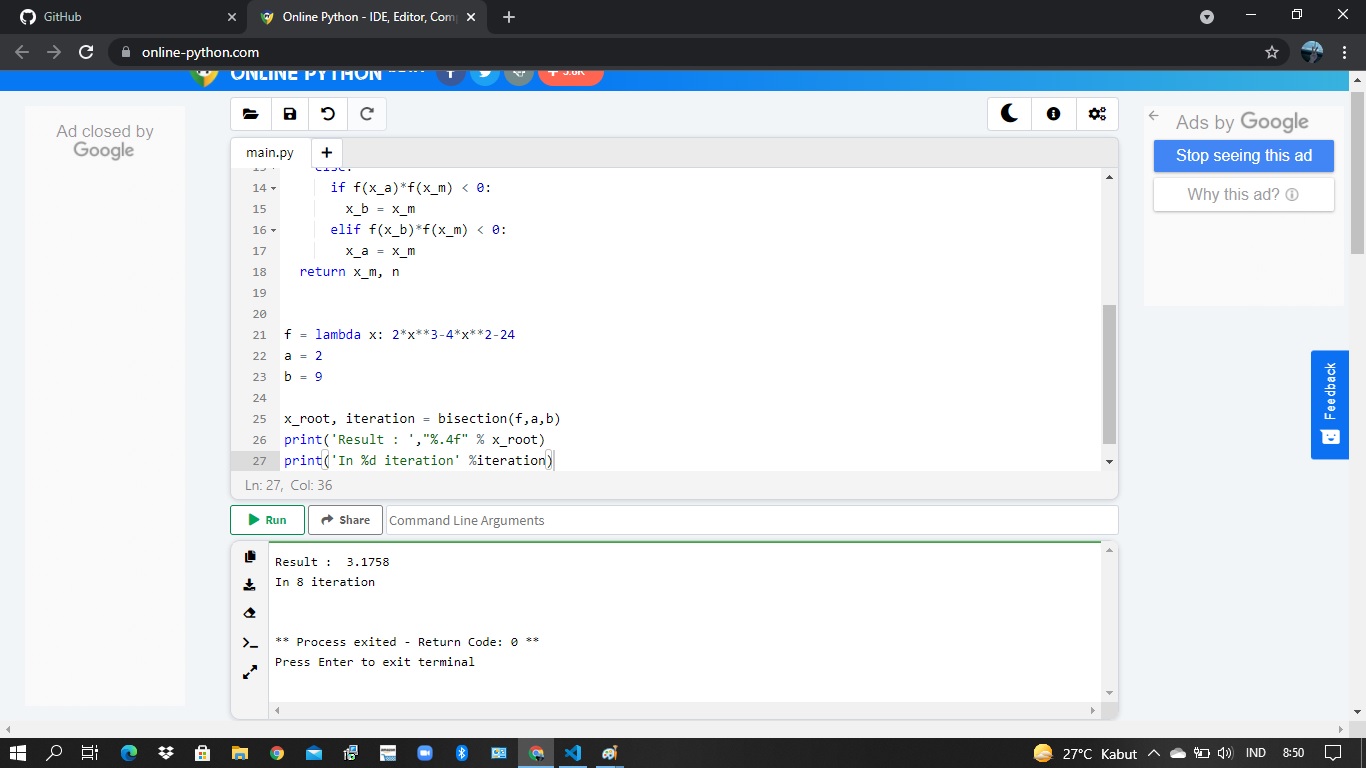 GitHub
Online Python - IDE, Editor, Com
online-python.com
ONLINE PYTHON BETA
3.8K
Ad closed by
Google
Ads by Google
Stop seeing this ad
Why this ad?
main.py
else:
14 if f(x_a)*f(x_m) < 0:
15 x_b = x_m
16 elif f(x_b)*f(x_m) < 0:
17 x_a = x_m
18 return x_m, n
19
20
21 f = lambda x: 2*x**3-4*x**2-24
22 a = 2
23 b = 9
24
25 x_root, iteration = bisection(f,a,b)
26 print('Result : ',"%.4f" % x_root)
27 print('In %d iteration' %iteration)
Ln: 27, Col: 36
Feedback
Run
Share
Command Line Arguments
Result :  3.1758
In 8 iteration
** Process exited - Return Code: 0 **
Press Enter to exit terminal
27°C Kabut
IND
8:50